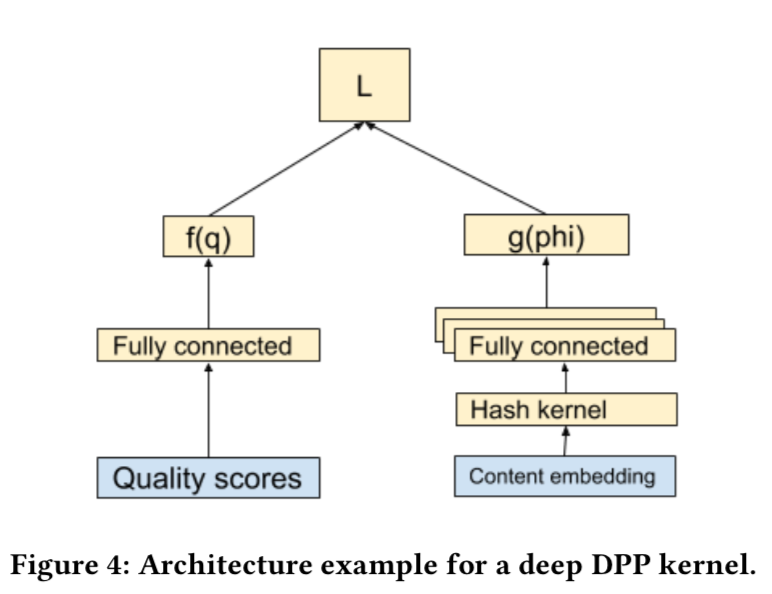 L
f(q)
g(phi)
Fully connected
Fully connected
Hash kernel
Quality scores
Content embedding
Figure 4: Architecture example for a deep DPP kernel.